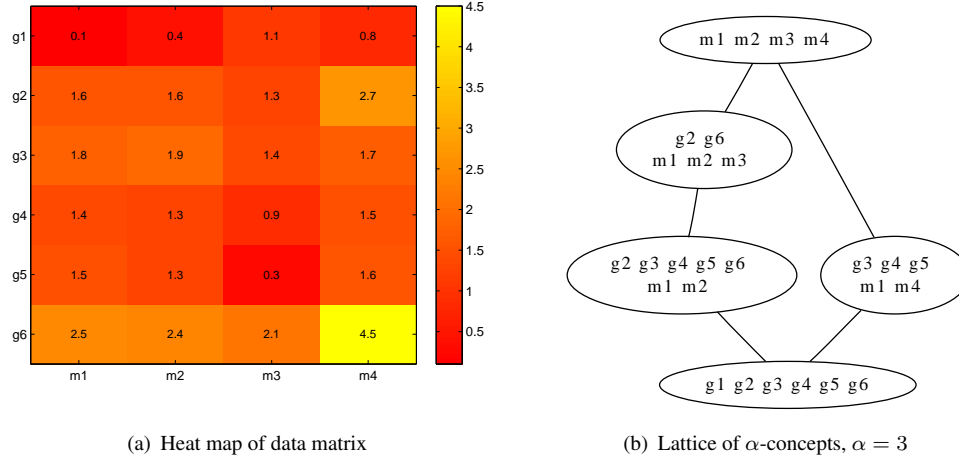 g1 0.1 0.4 1.1 0.8
g2 1.6 1.6 1.3 2.7
g3 1.8 1.9 1.4 1.7
g4 1.4 1.3 0.9 1.5
g5 1.5 1.3 0.3 1.6
g6 2.5 2.4 2.1 4.5
m1 m2 m3 m4
4.5
4
3.5
3
2.5
2
1.5
1
0.5
(a) Heat map of data matrix
m1 m2 m3 m4
g2 g6
m1 m2 m3
g2 g3 g4 g5 g6
m1 m2
g3 g4 g5
m1 m4
g1 g2 g3 g4 g5 g6
(b) Lattice of α-concepts, α = 3